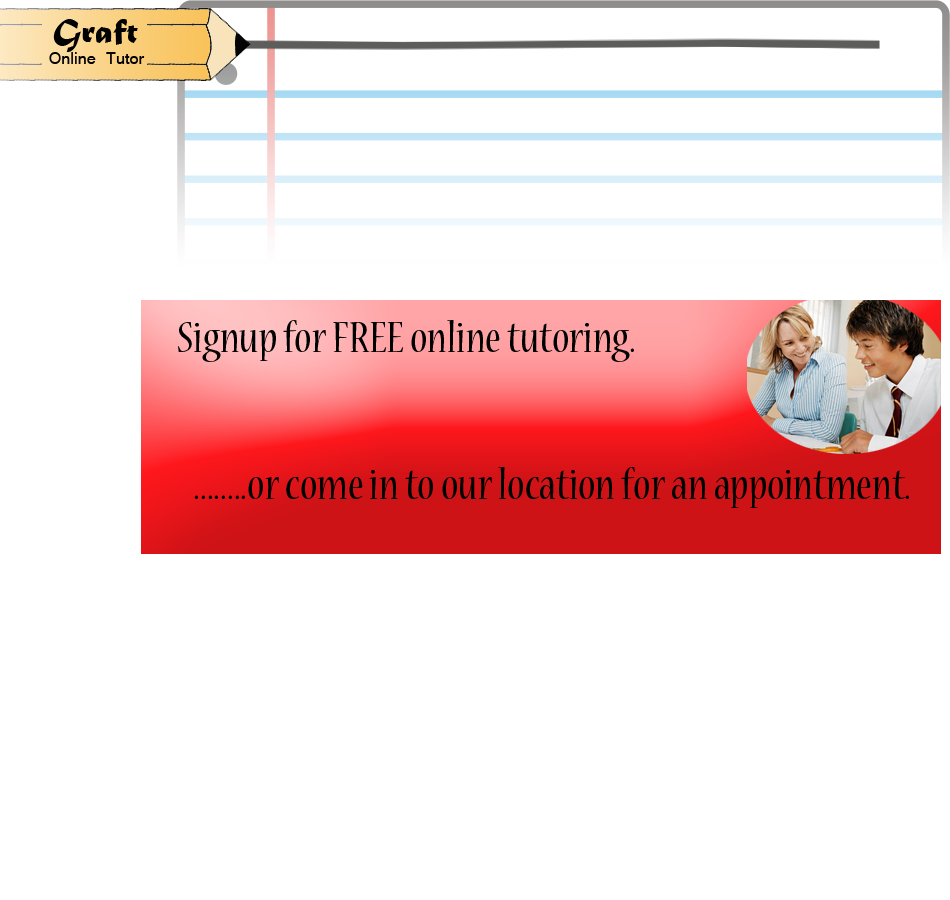 Graft
Online Tutor
Signup for FREE online tutoring.
........or come in to our location for an appointment.